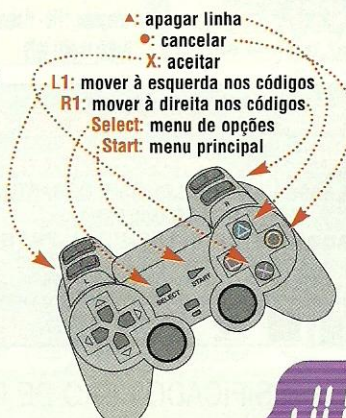 ▲: apagar linha
●: cancelar
X: aceitar
L1: mover à esquerda nos códigos
R1: mover à direita nos códigos
Select: menu de opções
Start: menu principal
R
L
SELECT
START